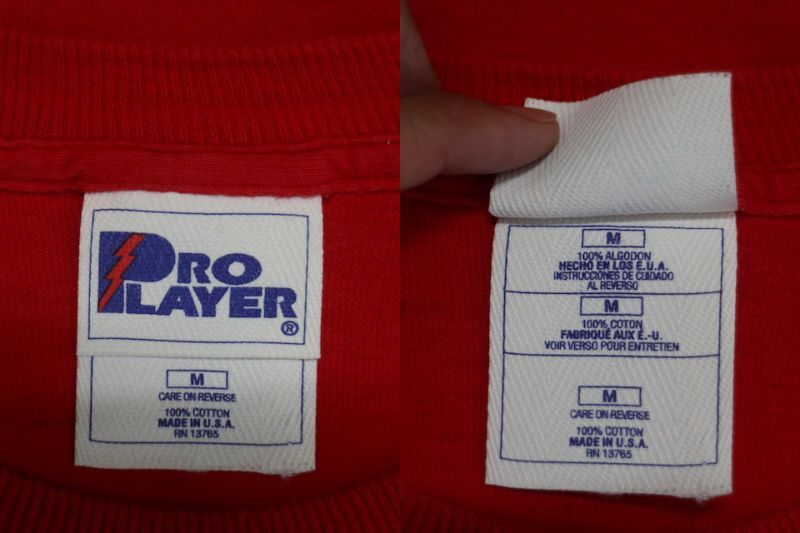 PRO
PLAYER
®
M
CARE ON REVERSE
100% COTTON
MADE IN U.S.A.
RN 13765
M
100% ALGODON
HECHO EN LOS E.U.A.
INSTRUCCIONES DE CUIDADO
AL REVERSO
M
100% COTON
FABRIQUÉ AUX É.-U.
VOIR VERSO POUR ENTRETIEN
M
CARE ON REVERSE
100% COTTON
MADE IN U.S.A.
RN 13765